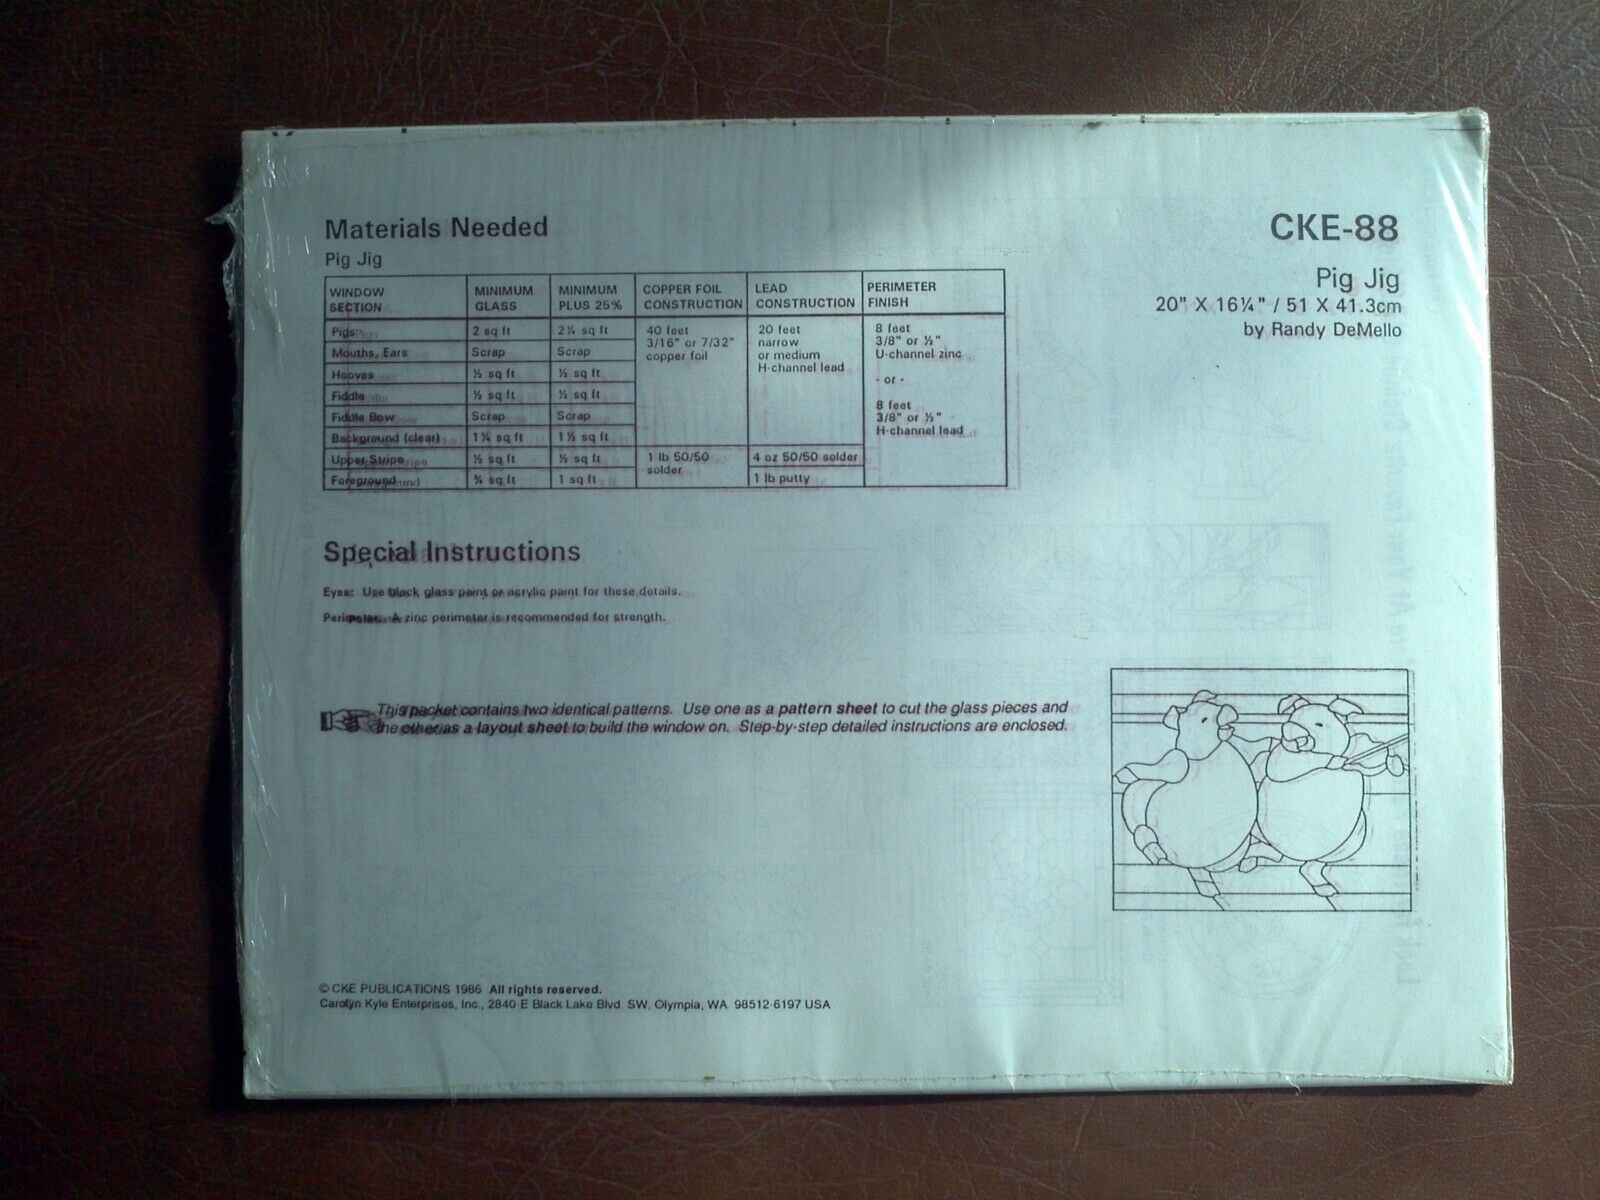 Materials Needed
Pig Jig
CKE-88
Pig Jig
20" X 16¼" / 51 X 41.3cm
by Randy DeMello
WINDOW SECTION | MINIMUM GLASS | MINIMUM PLUS 25% | COPPER FOIL CONSTRUCTION | LEAD CONSTRUCTION | PERIMETER FINISH
Pigs | 2 sq ft | 2¼ sq ft | 40 feet 3/16" or 7/32" copper foil | 20 feet narrow or medium H-channel lead | 8 feet 3/8" or ½" U-channel zinc - or - 8 feet 3/8" or ½" H-channel lead
Mouths, Ears | Scrap | Scrap
Hooves | ½ sq ft | ½ sq ft
Fiddle | ½ sq ft | ½ sq ft
Fiddle Bow | Scrap | Scrap
Background (clear) | 1¼ sq ft | 1½ sq ft
Upper Stripe | ½ sq ft | ½ sq ft | 1 lb 50/50 solder | 4 oz 50/50 solder
Foreground | ¾ sq ft | 1 sq ft | 1 lb putty
Special Instructions
Eyes: Use black glass paint or acrylic paint for these details.
Perimeter: A zinc perimeter is recommended for strength.
This packet contains two identical patterns. Use one as a pattern sheet to cut the glass pieces and
the other as a layout sheet to build the window on. Step-by-step detailed instructions are enclosed.
© CKE PUBLICATIONS 1986 All rights reserved.
Carolyn Kyle Enterprises, Inc., 2840-E Black Lake Blvd. SW, Olympia, WA 98512-6197 USA